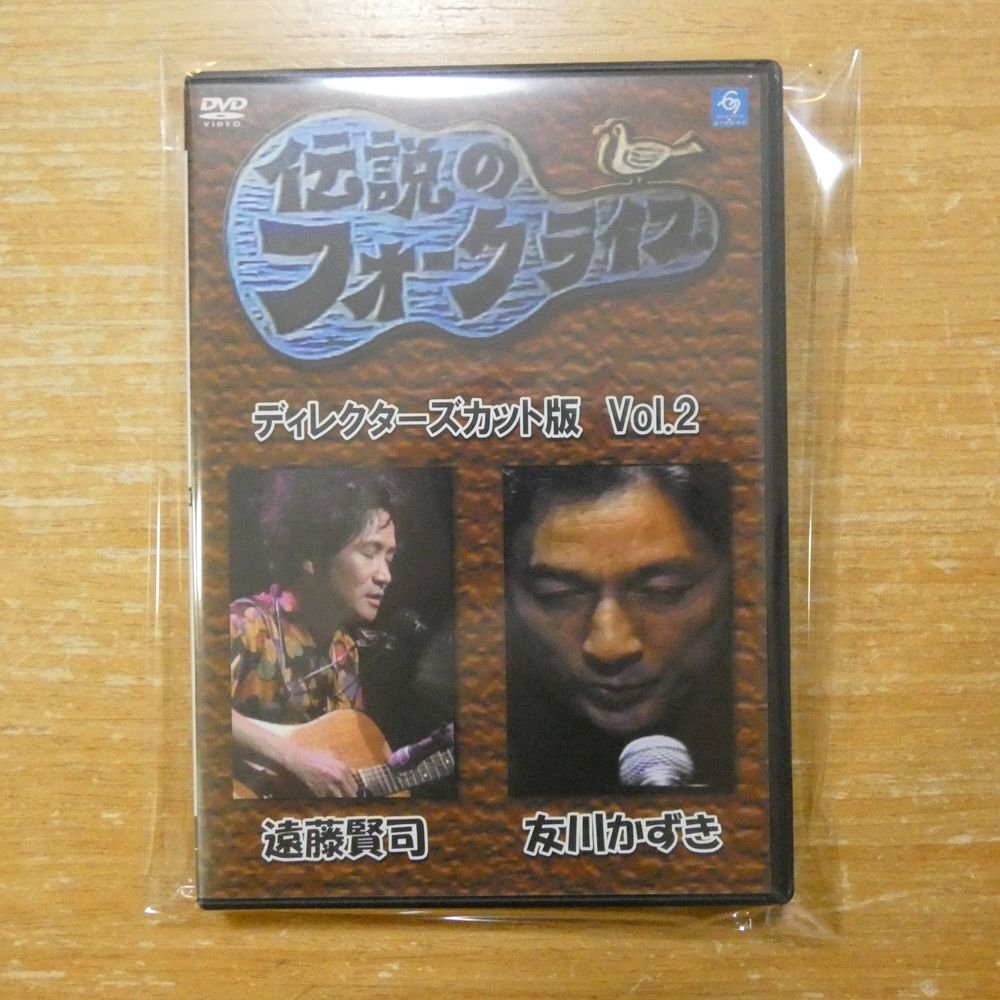 DVD
VIDEO
伝説の
フォークライブ
ディレクターズカット版 Vol.2
遠藤賢司
友川かずき